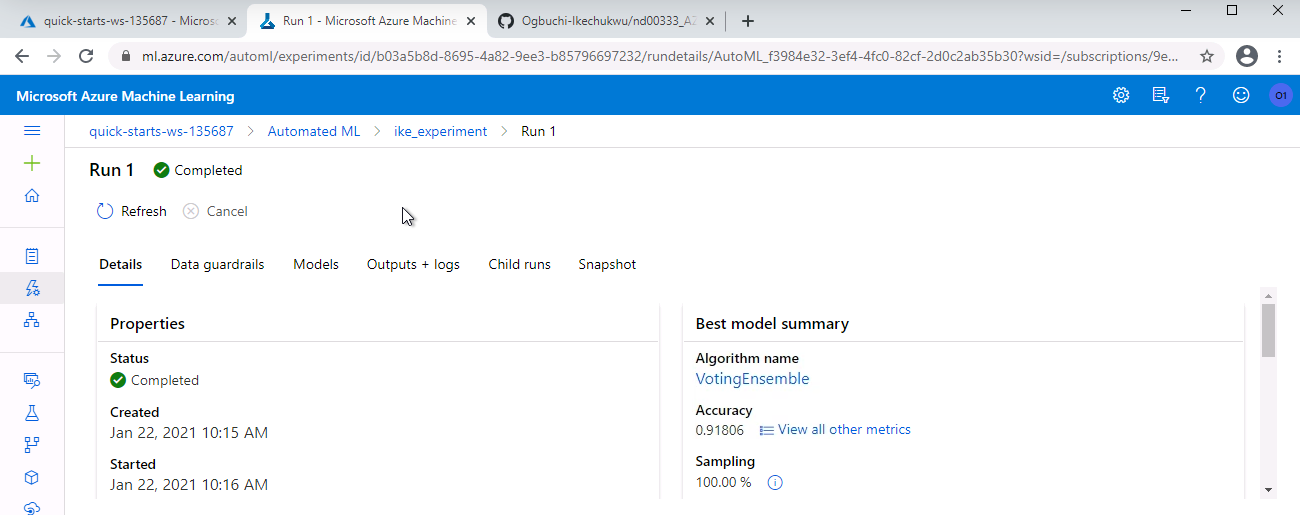 quick-starts-ws-135687 - Microso
Run 1 - Microsoft Azure Machine
Ogbuchi-Ikechukwu/nd00333_AZ
ml.azure.com/automl/experiments/id/b03a5b8d-8695-4a82-9ee3-b85796697232/rundetails/AutoML_f3984e32-3ef4-4fc0-82cf-2d0c2ab35b30?wsid=/subscriptions/9e...
Microsoft Azure Machine Learning
O1
quick-starts-ws-135687 > Automated ML > ike_experiment > Run 1
Run 1 Completed
Refresh Cancel
Details Data guardrails Models Outputs + logs Child runs Snapshot
Properties
Status
Completed
Created
Jan 22, 2021 10:15 AM
Started
Jan 22, 2021 10:16 AM
Best model summary
Algorithm name
VotingEnsemble
Accuracy
0.91806 View all other metrics
Sampling
100.00 %